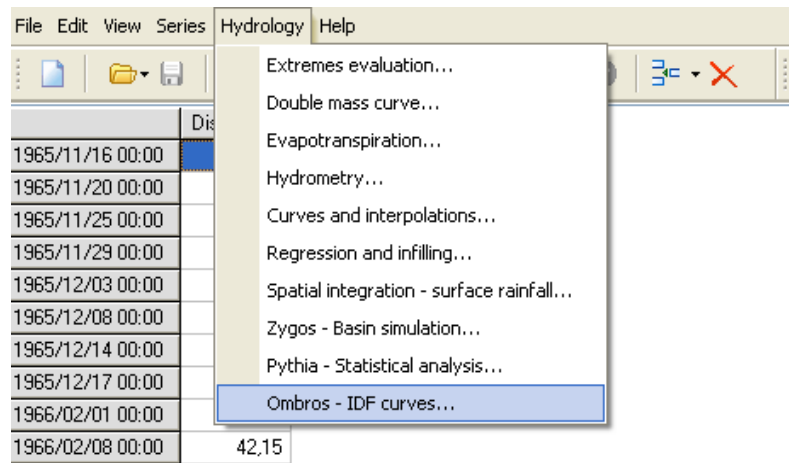 File Edit View Series Hydrology Help
Extremes evaluation...
Double mass curve...
Evapotranspiration...
Hydrometry...
Curves and interpolations...
Regression and infilling...
Spatial integration - surface rainfall...
Zygos - Basin simulation...
Pythia - Statistical analysis...
Ombros - IDF curves...
Dis
1965/11/16 00:00
1965/11/20 00:00
1965/11/25 00:00
1965/11/29 00:00
1965/12/03 00:00
1965/12/08 00:00
1965/12/14 00:00
1965/12/17 00:00
1966/02/01 00:00
1966/02/08 00:00 42,15